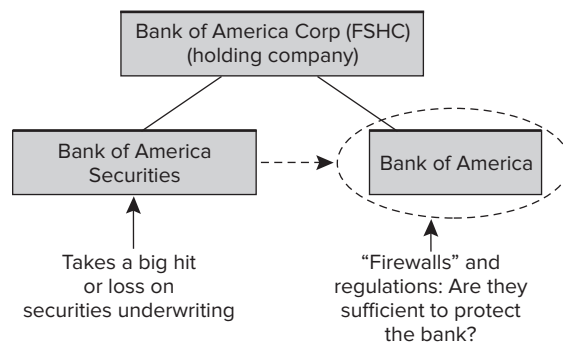 Bank of America Corp (FSHC)
(holding company)
Bank of America
Securities
Bank of America
Takes a big hit
or loss on
securities underwriting
“Firewalls” and
regulations: Are they
sufficient to protect
the bank?